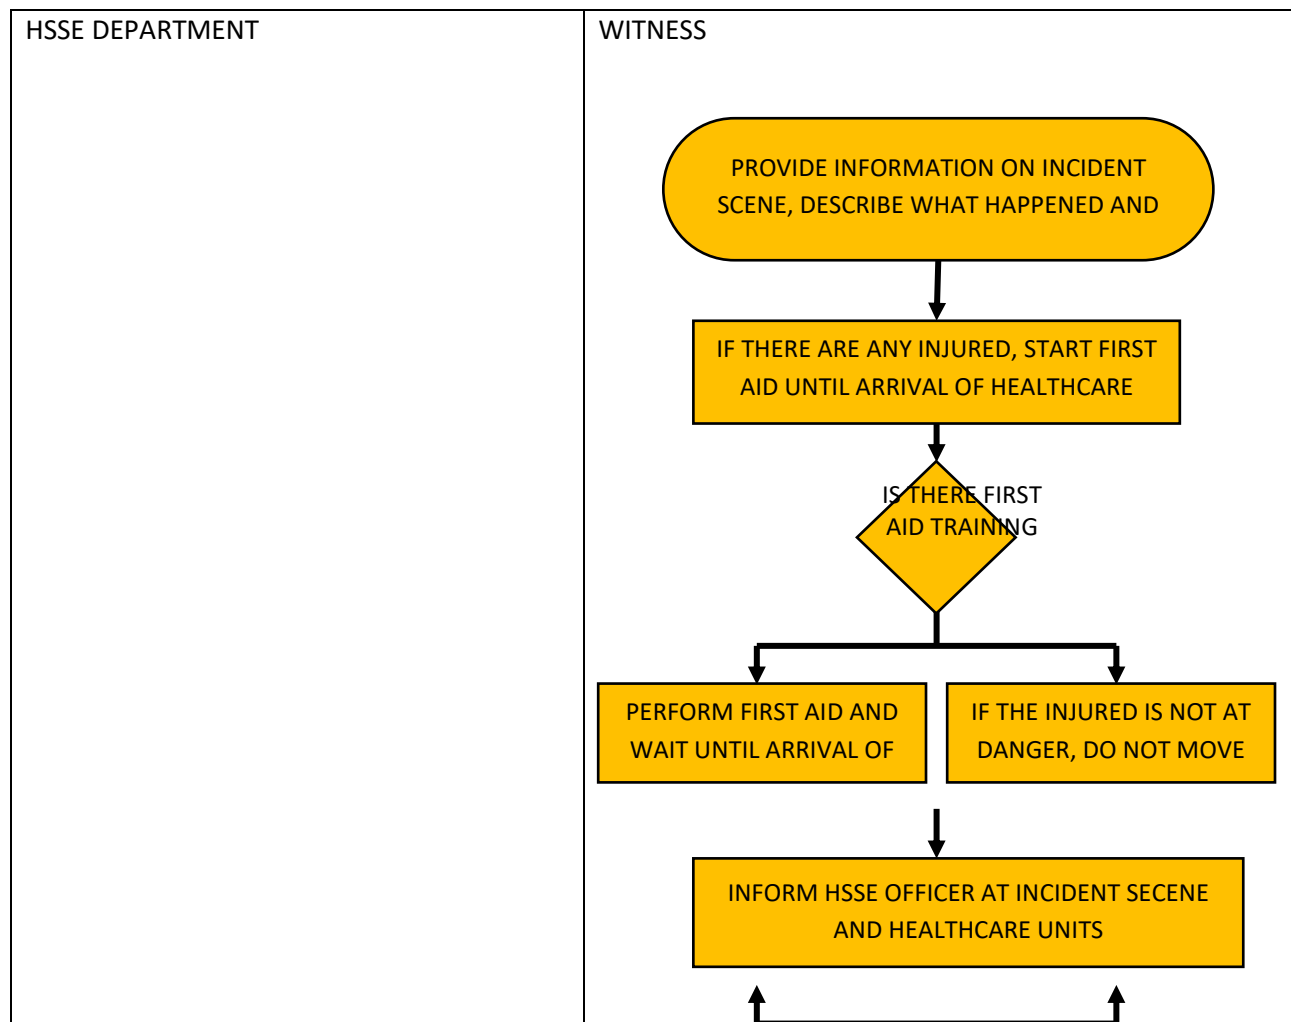 HSSE DEPARTMENT
WITNESS
PROVIDE INFORMATION ON INCIDENT
SCENE, DESCRIBE WHAT HAPPENED AND
IF THERE ARE ANY INJURED, START FIRST
AID UNTIL ARRIVAL OF HEALTHCARE
IS THERE FIRST
AID TRAINING
PERFORM FIRST AID AND
WAIT UNTIL ARRIVAL OF
IF THE INJURED IS NOT AT
DANGER, DO NOT MOVE
INFORM HSSE OFFICER AT INCIDENT SECENE
AND HEALTHCARE UNITS